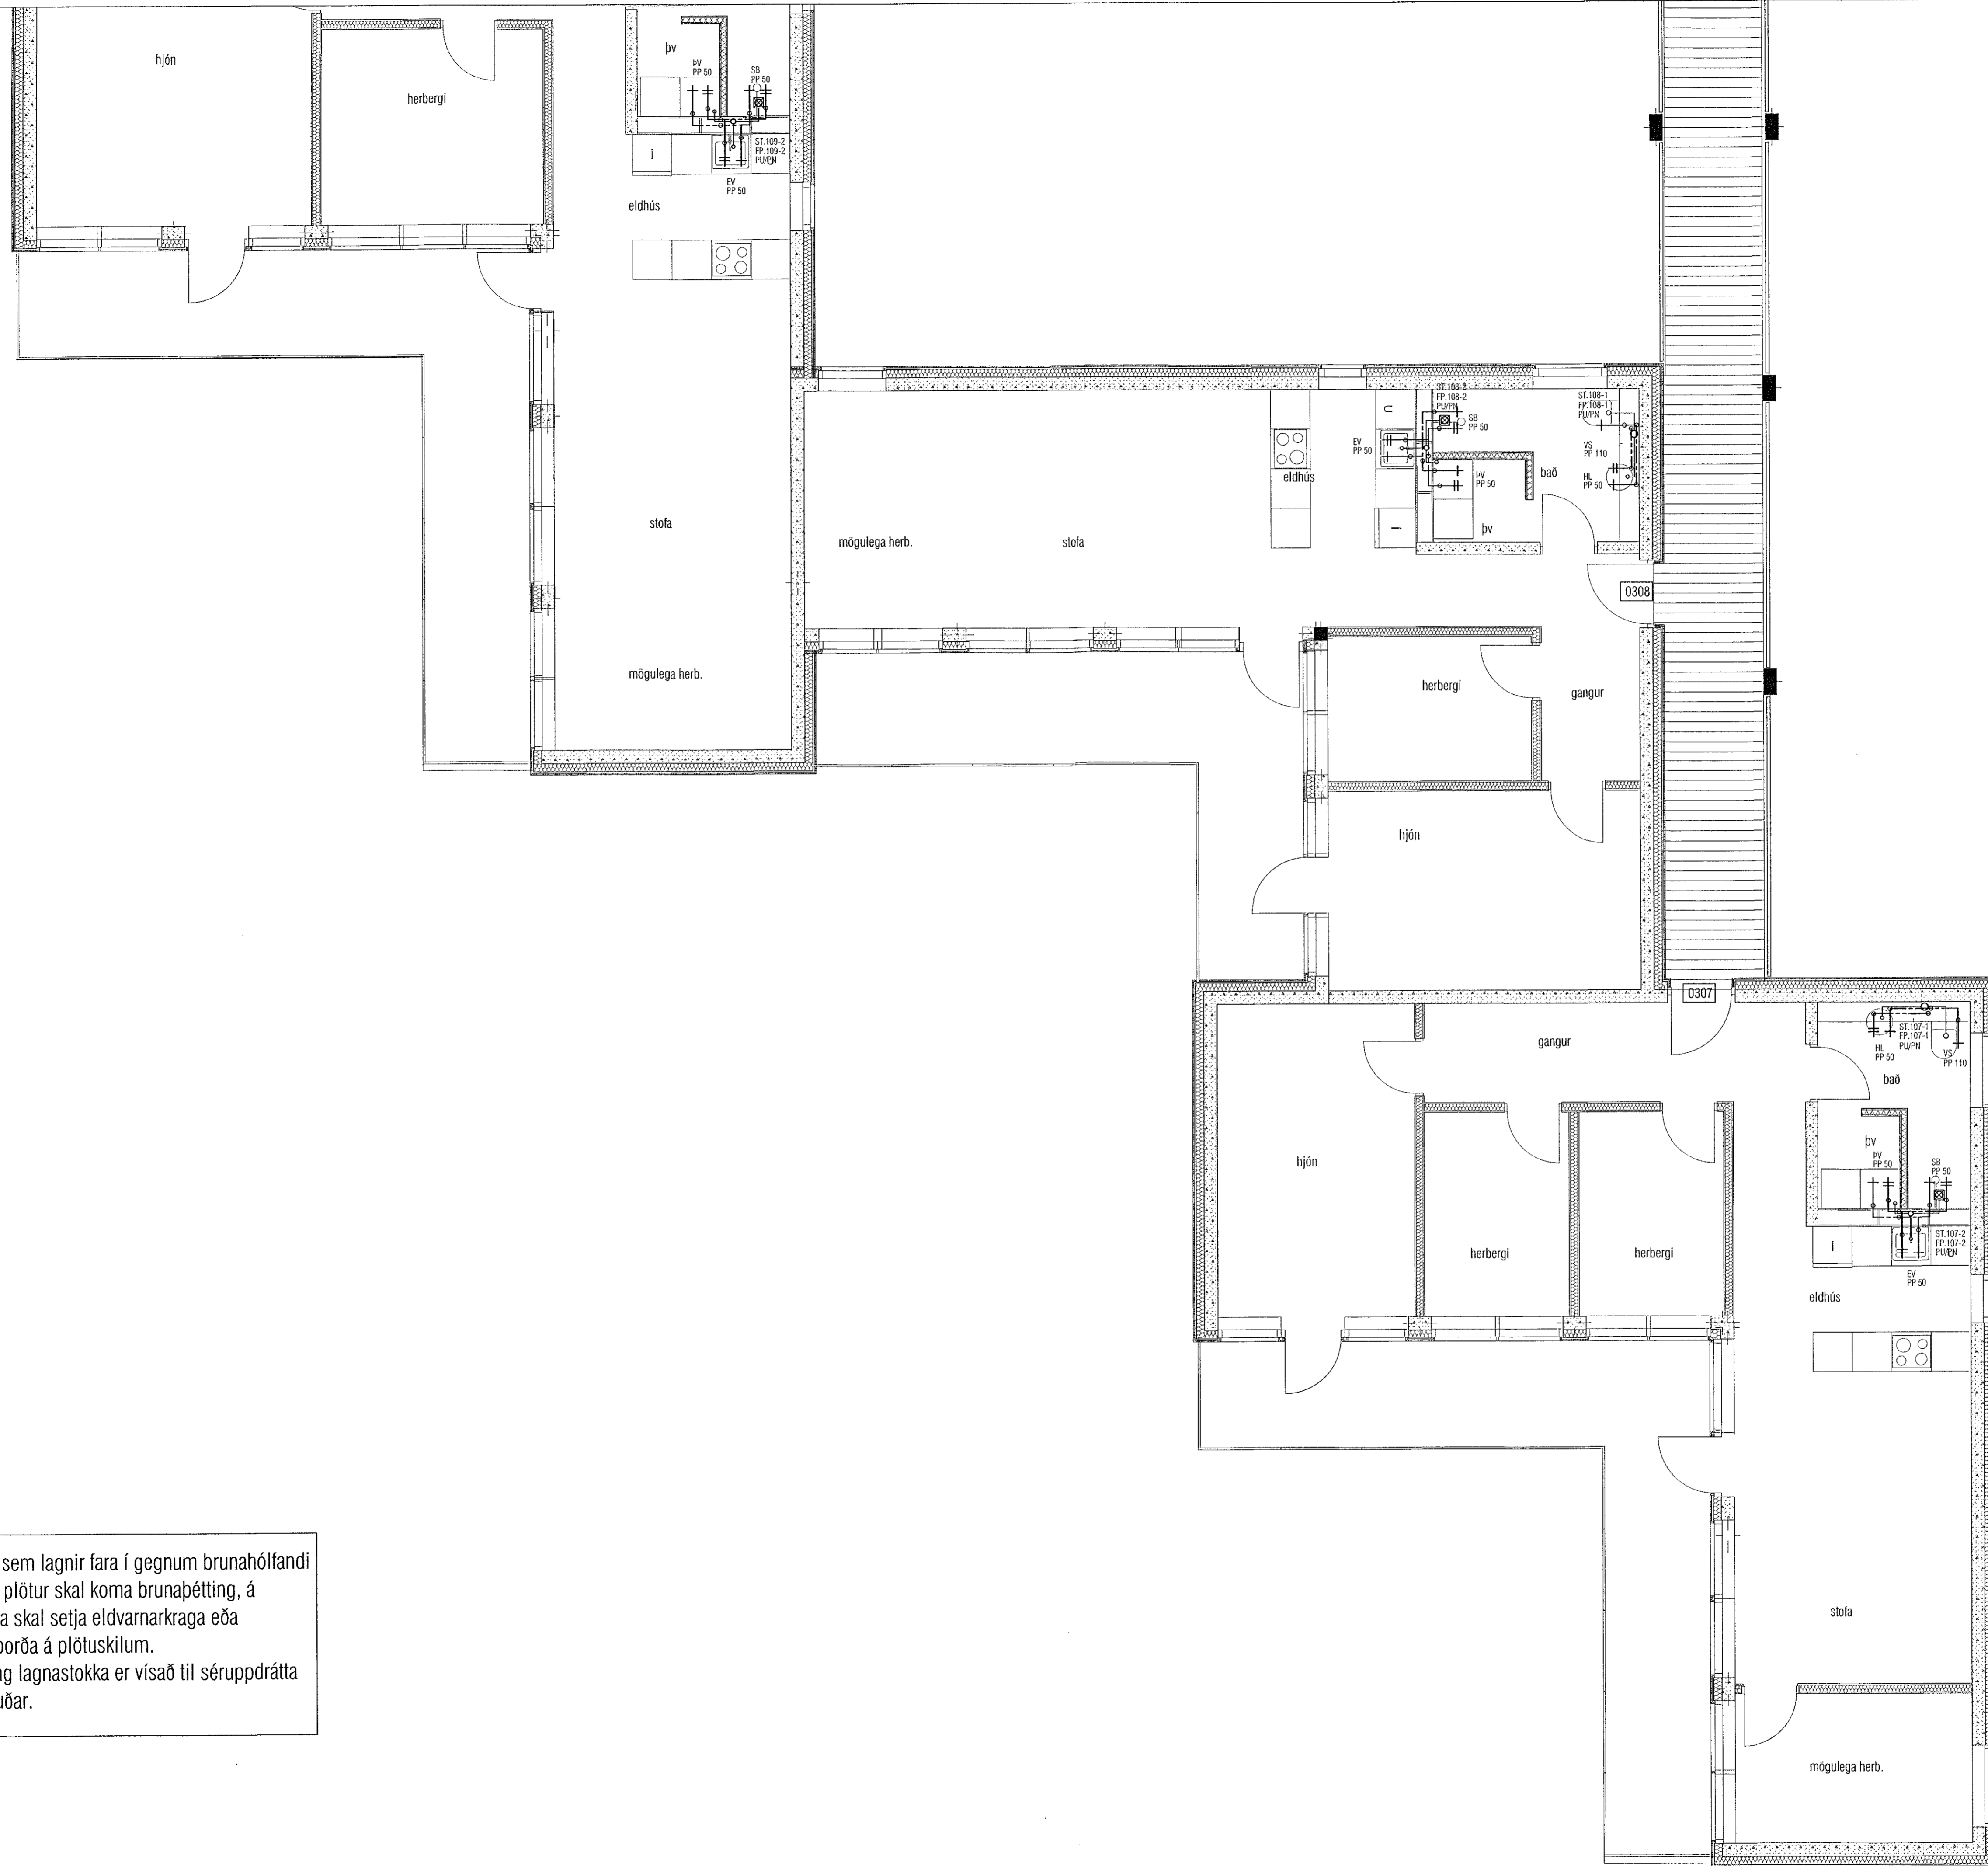 hjón
herbergi
þv
ÞV
PP 50
SB
PP 50
ST.109-2
FP.109-2
PU/PN
Í
EV
PP 50
eldhús
stofa
mögulega herb.
mögulega herb.
stofa
eldhús
EV
PP 50
U
Í
ST.108-2
FP.108-2
PU/PN
SB
PP 50
ÞV
PP 50
þv
bað
ST.108-1
FP.108-1
PU/PN
VS
PP 110
HL
PP 50
0308
herbergi
gangur
hjón
0307
gangur
HL
PP 50
ST.107-1
FP.107-1
PU/PN
VS
PP 110
bað
þv
ÞV
PP 50
SB
PP 50
ST.107-2
FP.107-2
PU/PN
Í
EV
PP 50
eldhús
hjón
herbergi
herbergi
stofa
mögulega herb.
sem lagnir fara í gegnum brunahólfandi
plötur skal koma brunaþétting, á
a skal setja eldvarnarkraga eða
borða á plötuskilum.
ng lagnastokka er vísað til séruppdrátta
uðar.